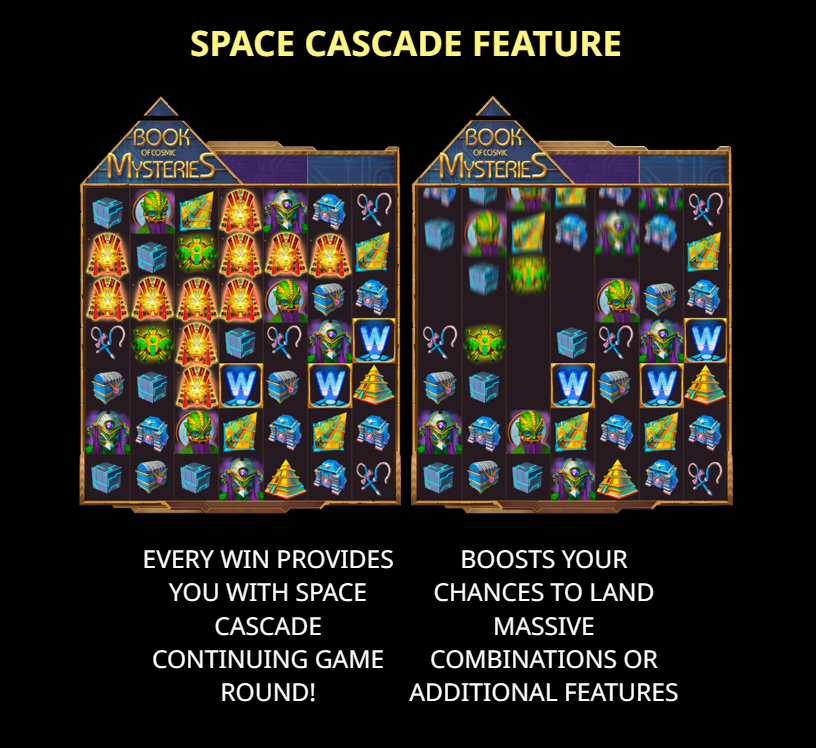 SPACE CASCADE FEATURE
BOOK
OF COSMIC
MYSTERIES
BOOK
OF COSMIC
MYSTERIES
W
W
W
W
W
W
EVERY WIN PROVIDES
YOU WITH SPACE
CASCADE
CONTINUING GAME
ROUND!
BOOSTS YOUR
CHANCES TO LAND
MASSIVE
COMBINATIONS OR
ADDITIONAL FEATURES